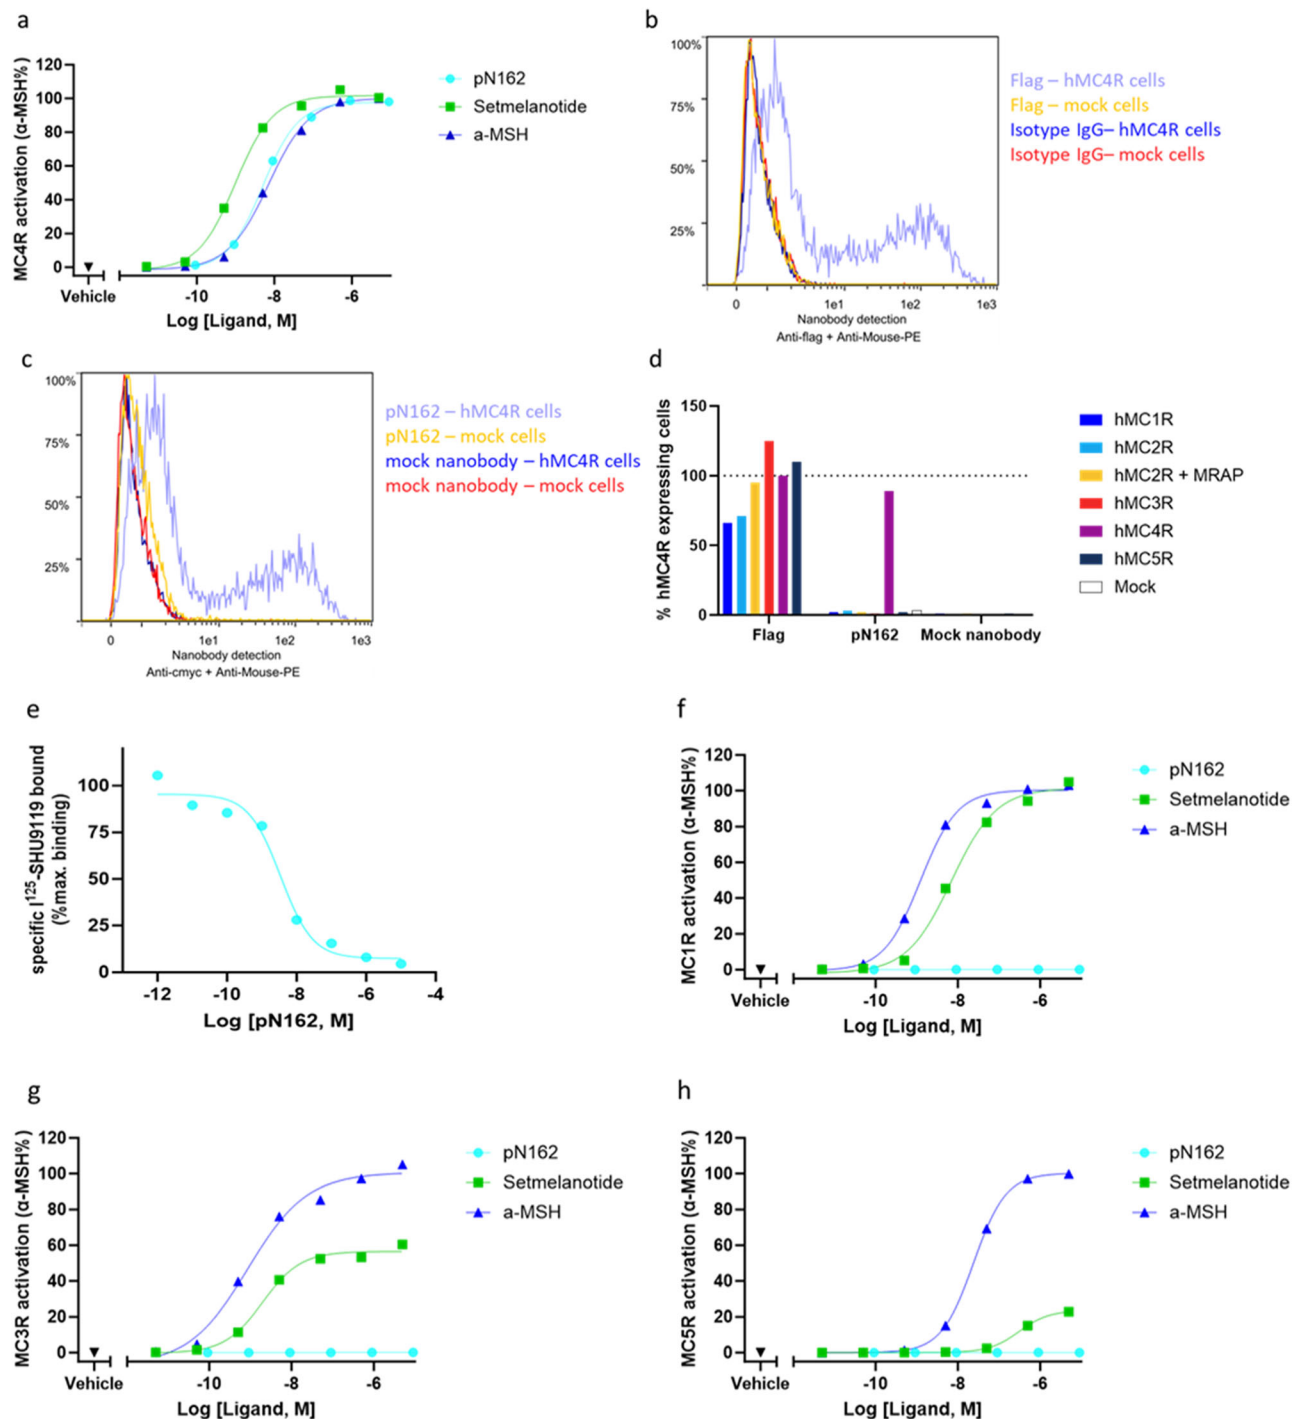 a
MC4R activation (α-MSH%)
120
100
80
60
40
20
0
Vehicle
-10
-8
-6
Log [Ligand, M]
pN162
Setmelanotide
a-MSH
b
100%
75%
50%
25%
0
1e1
1e2
1e3
Nanobody detection
Anti-flag + Anti-Mouse-PE
Flag – hMC4R cells
Flag – mock cells
Isotype IgG– hMC4R cells
Isotype IgG– mock cells
c
100%
75%
50%
25%
0
1e1
1e2
1e3
Nanobody detection
Anti-cmyc + Anti-Mouse-PE
pN162 – hMC4R cells
pN162 – mock cells
mock nanobody – hMC4R cells
mock nanobody – mock cells
d
% hMC4R expressing cells
150
100
50
0
Flag
pN162
Mock nanobody
hMC1R
hMC2R
hMC2R + MRAP
hMC3R
hMC4R
hMC5R
Mock
e
specific I125-SHU9119 bound
(%max. binding)
100
75
50
25
0
-12
-10
-8
-6
-4
Log [pN162, M]
f
MC1R activation (α-MSH%)
120
100
80
60
40
20
0
Vehicle
-10
-8
-6
Log [Ligand, M]
pN162
Setmelanotide
a-MSH
g
MC3R activation (α-MSH%)
120
100
80
60
40
20
0
Vehicle
-10
-8
-6
Log [Ligand, M]
pN162
Setmelanotide
a-MSH
h
MC5R activation (α-MSH%)
120
100
80
60
40
20
0
Vehicle
-10
-8
-6
Log [Ligand, M]
pN162
Setmelanotide
a-MSH